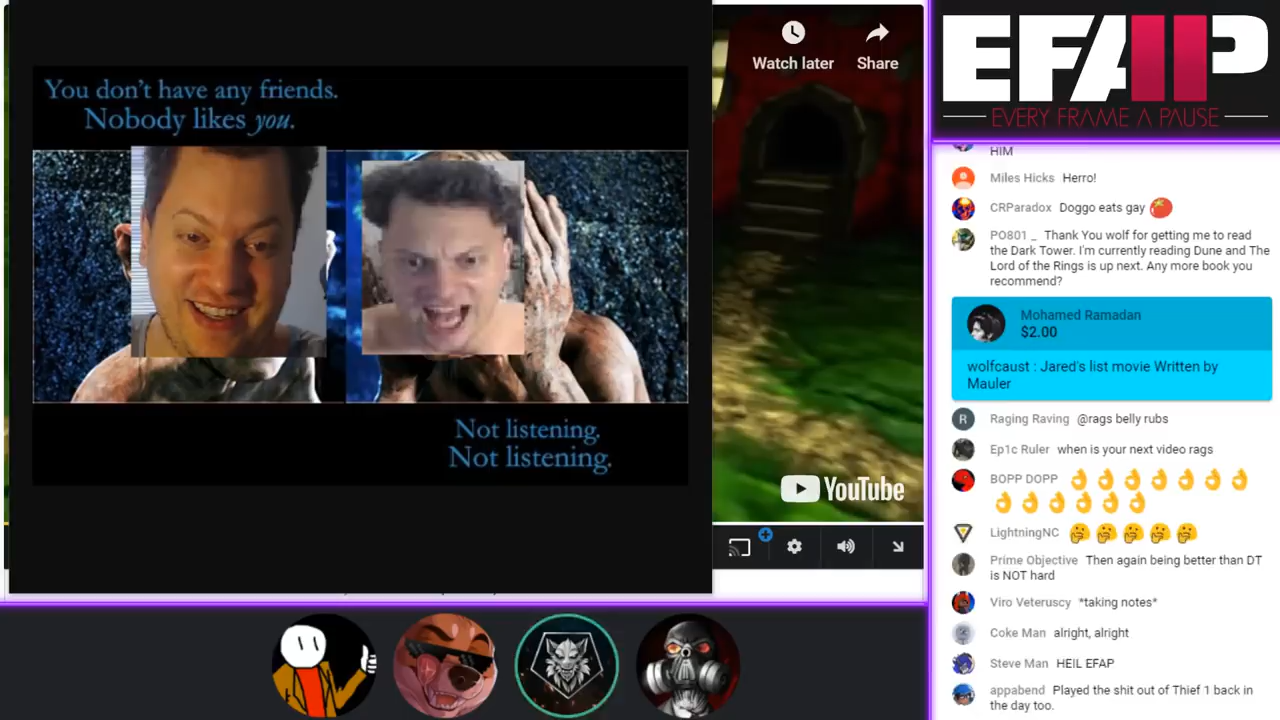 You don't have any friends.
Nobody likes you.
Not listening.
Not listening.
Watch later
Share
YouTube
EFAP
EVERY FRAME A PAUSE
HIM
Miles Hicks Herro!
CRParadox Doggo eats gay
PO801 _ Thank You wolf for getting me to read
the Dark Tower. I'm currently reading Dune and The
Lord of the Rings is up next. Any more book you
recommend?
Mohamed Ramadan
$2.00
wolfcaust : Jared's list movie Written by
Mauler
R
Raging Raving @rags belly rubs
Ep1c Ruler when is your next video rags
BOPP DOPP 👌👌👌👌👌👌👌
👌👌👌👌👌👌
LightningNC 🤔🤔🤔🤔🤔
Prime Objective Then again being better than DT
is NOT hard
Viro Veteruscy *taking notes*
Coke Man alright, alright
Steve Man HEIL EFAP
appabend Played the shit out of Thief 1 back in
the day too.